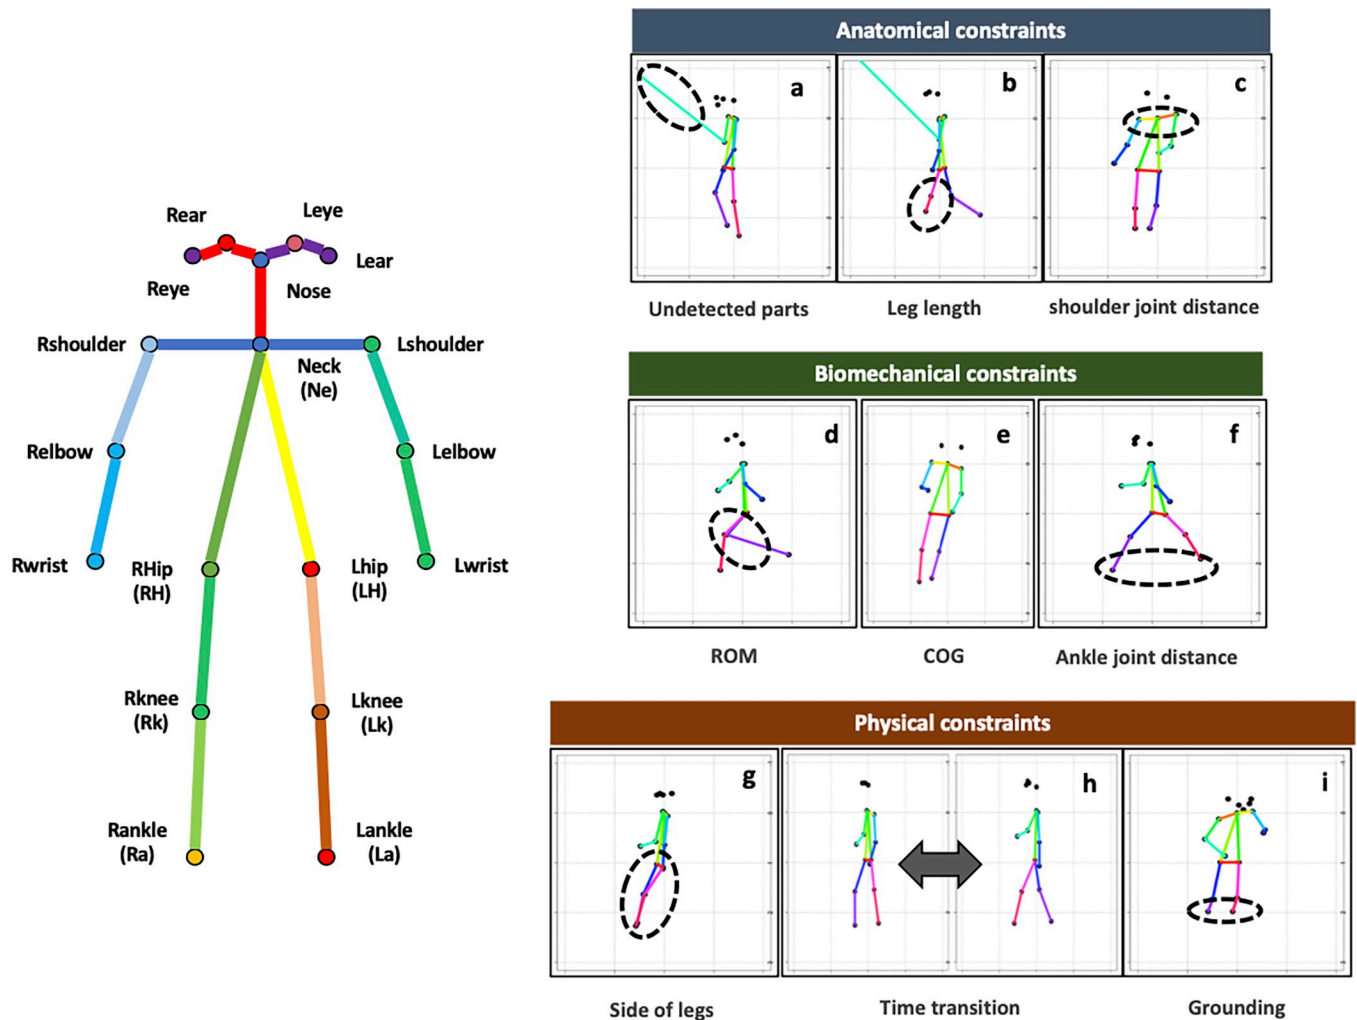 Rear
Leye
Lear
Reye
Nose
Rshoulder
Lshoulder
Neck
(Ne)
Relbow
Lelbow
Rwrist
RHip
(RH)
Lhip
(LH)
Lwrist
Rknee
(Rk)
Lknee
(Lk)
Rankle
(Ra)
Lankle
(La)
Anatomical constraints
a
b
c
Undetected parts
Leg length
shoulder joint distance
Biomechanical constraints
d
e
f
ROM
COG
Ankle joint distance
Physical constraints
g
h
i
Side of legs
Time transition
Grounding